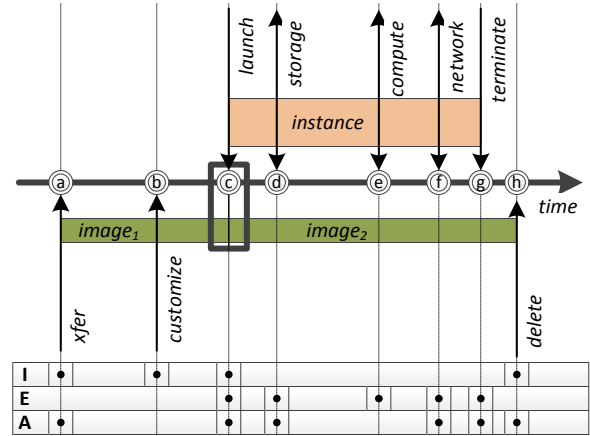 launch
storage
compute
network
terminate
instance
a b c d e f g h
time
image1 image2
xfer
customize
delete
I
E
A